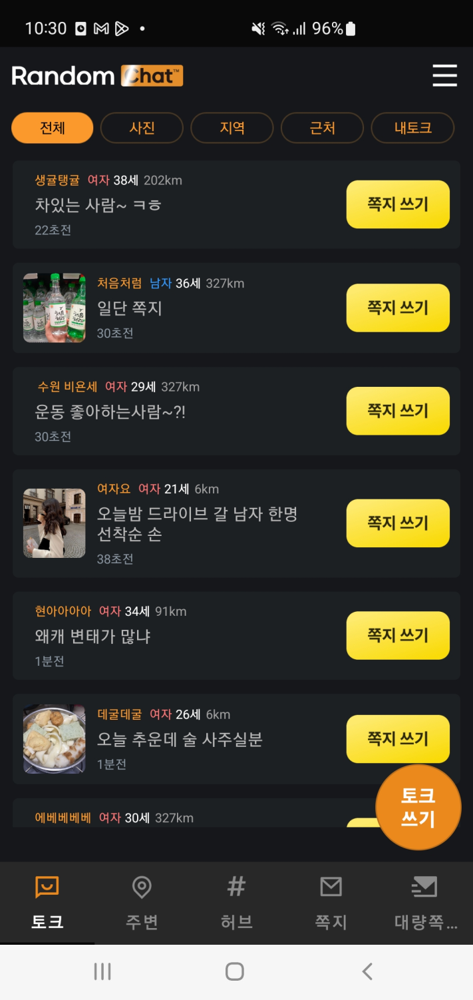 10:30
96%
Random Chat™
전체 사진 지역 근처 내토크
생귤탱귤 여자 38세 202km
차있는 사람~ ㅋㅎ
22초전
쪽지 쓰기
처음처럼 남자 36세 327km
일단 쪽지
30초전
쪽지 쓰기
수원 비욘세 여자 29세 327km
운동 좋아하는사람~?!
30초전
쪽지 쓰기
여자요 여자 21세 6km
오늘밤 드라이브 갈 남자 한명
선착순 손
38초전
쪽지 쓰기
현아아아아 여자 34세 91km
왜캐 변태가 많냐
1분전
쪽지 쓰기
데굴데굴 여자 26세 6km
오늘 추운데 술 사주실분
1분전
쪽지 쓰기
에베베베베 여자 30세 327km
토크
쓰기
토크 주변 허브 쪽지 대량쪽...